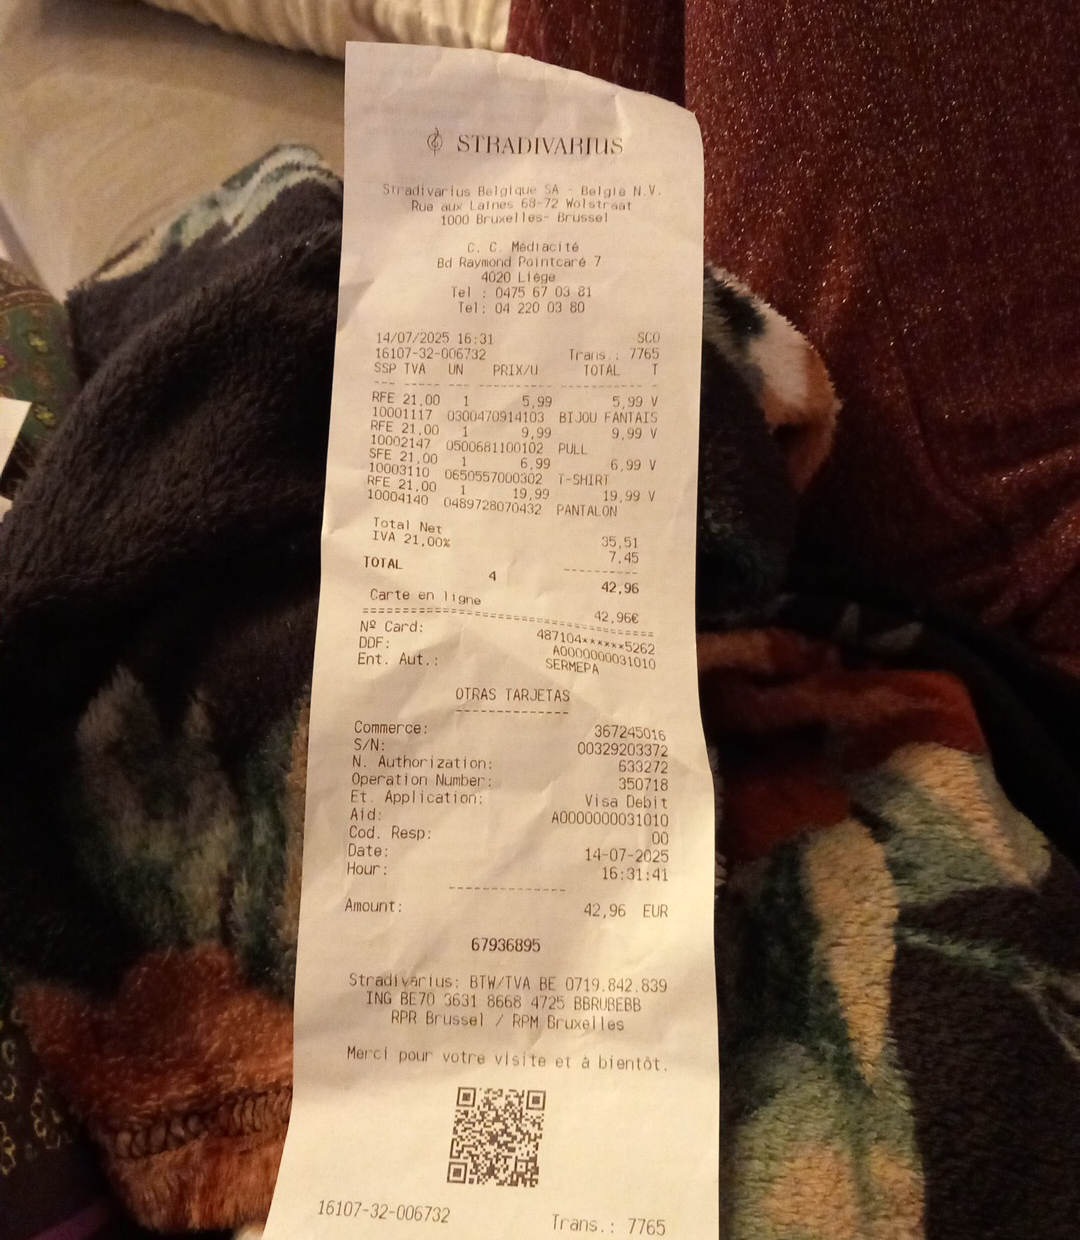 STRADIVARIUS
Stradivarius Belgique SA - België N.V.
Rue aux Laines 68-72 Wolstraat
1000 Bruxelles- Brussel
C. C. Médiacité
Bd Raymond Pointcaré 7
4020 Liége
Tel : 0475 67 03 81
Tel: 04 220 03 80
14/07/2025 16:31 SCO
16107-32-006732 Trans.: 7765
SSP TVA UN PRIX/U TOTAL T
RFE 21,00 1 5,99 5,99 V
10001117 0300470914103 BIJOU FANTAIS
RFE 21,00 1 9,99 9,99 V
10002147 0500681100102 PULL
SFE 21,00 1 6,99 6,99 V
10003110 0650557000302 T-SHIRT
RFE 21,00 1 19,99 19,99 V
10004140 0489728070432 PANTALON
Total Net 35,51
IVA 21,00% 7,45
TOTAL 4 42,96
Carte en ligne 42,96€
Nº Card: 487104******5262
DDF: A0000000031010
Ent. Aut.: SERMEPA
OTRAS TARJETAS
Commerce: 367245016
S/N: 00329203372
N. Authorization: 633272
Operation Number: 350718
Et. Application: Visa Debit
Aid: A0000000031010
Cod. Resp: 00
Date: 14-07-2025
Hour: 16:31:41
Amount: 42,96 EUR
67936895
Stradivarius: BTW/TVA BE 0719.842.839
ING BE70 3631 8668 4725 BBRUBEBB
RPR Brussel / RPM Bruxelles
Merci pour votre visite et à bientôt.
16107-32-006732 Trans.: 7765